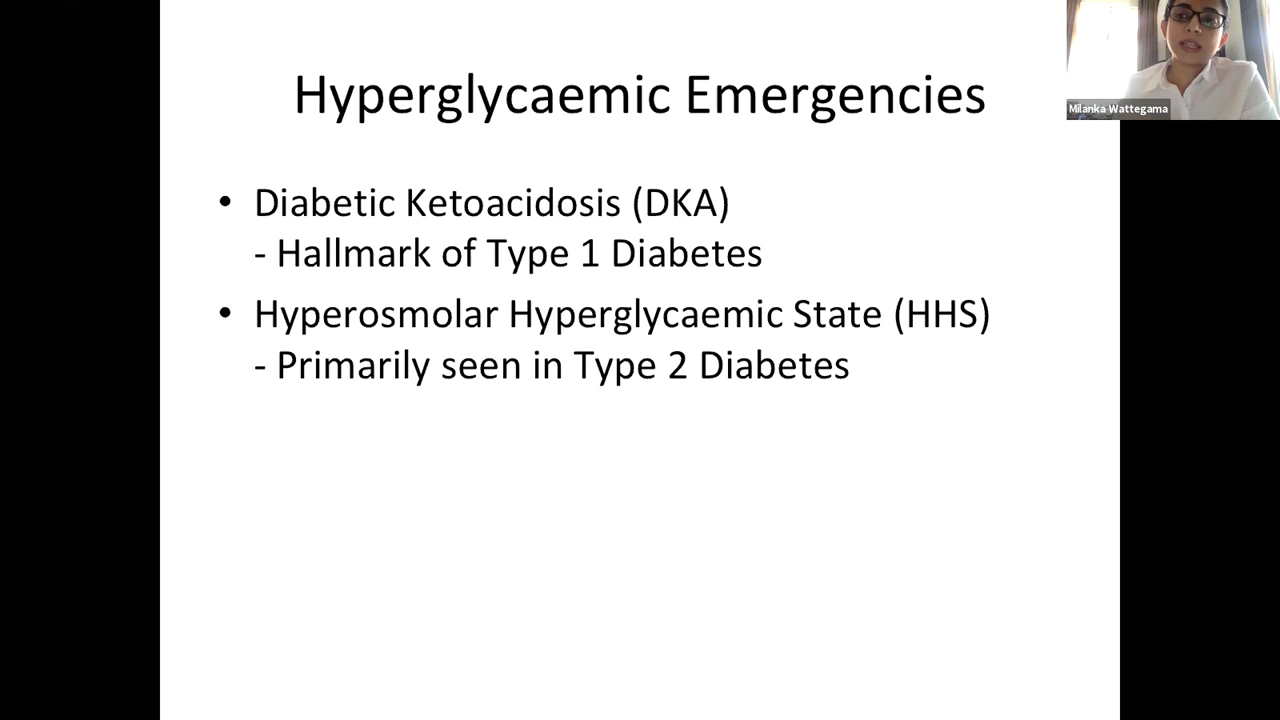 Hyperglycaemic Emergencies
• Diabetic Ketoacidosis (DKA)
- Hallmark of Type 1 Diabetes
• Hyperosmolar Hyperglycaemic State (HHS)
- Primarily seen in Type 2 Diabetes
Milanka Wattegama